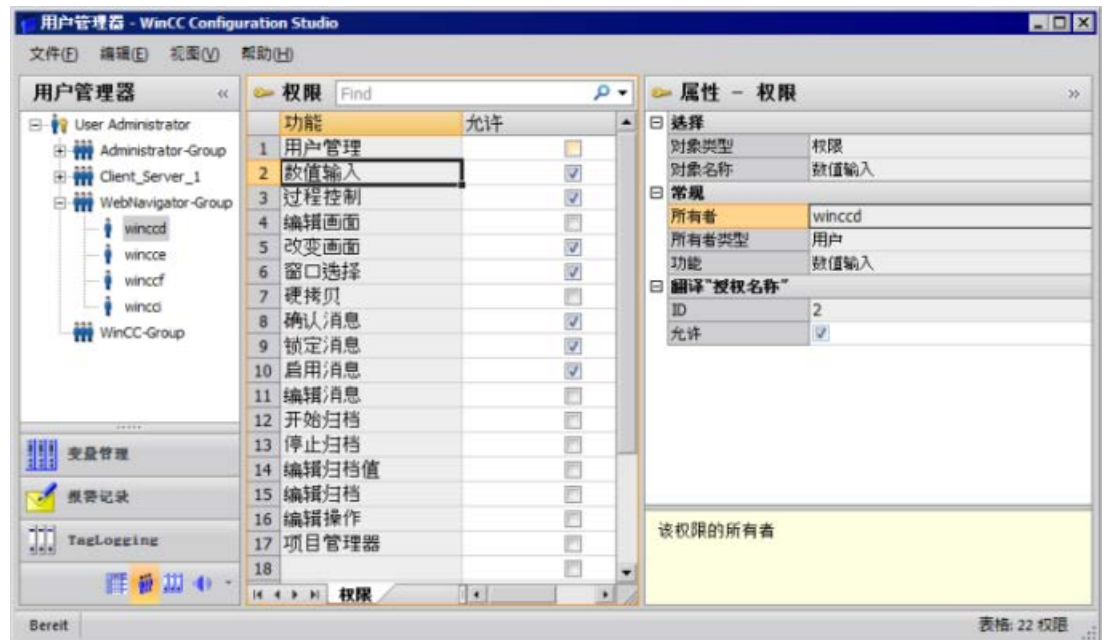 用户管理器 - WinCC Configuration Studio
文件(F) 编辑(E) 视图(V) 帮助(H)
用户管理器 «
User Administrator
Administrator-Group
Client_Server_1
WebNavigator-Group
winccd
wincce
winccf
wincci
WinCC-Group
变量管理
报警记录
TagLogging
权限 Find
功能 允许
1 用户管理
2 数值输入
3 过程控制
4 编辑画面
5 改变画面
6 窗口选择
7 硬拷贝
8 确认消息
9 锁定消息
10 启用消息
11 编辑消息
12 开始归档
13 停止归档
14 编辑归档值
15 编辑归档
16 编辑操作
17 项目管理器
18
权限
属性 - 权限 »
选择
对象类型 权限
对象名称 数值输入
常规
所有者 winccd
所有者类型 用户
功能 数值输入
翻译"授权名称"
ID 2
允许
该权限的所有者
Bereit
表格: 22 权限